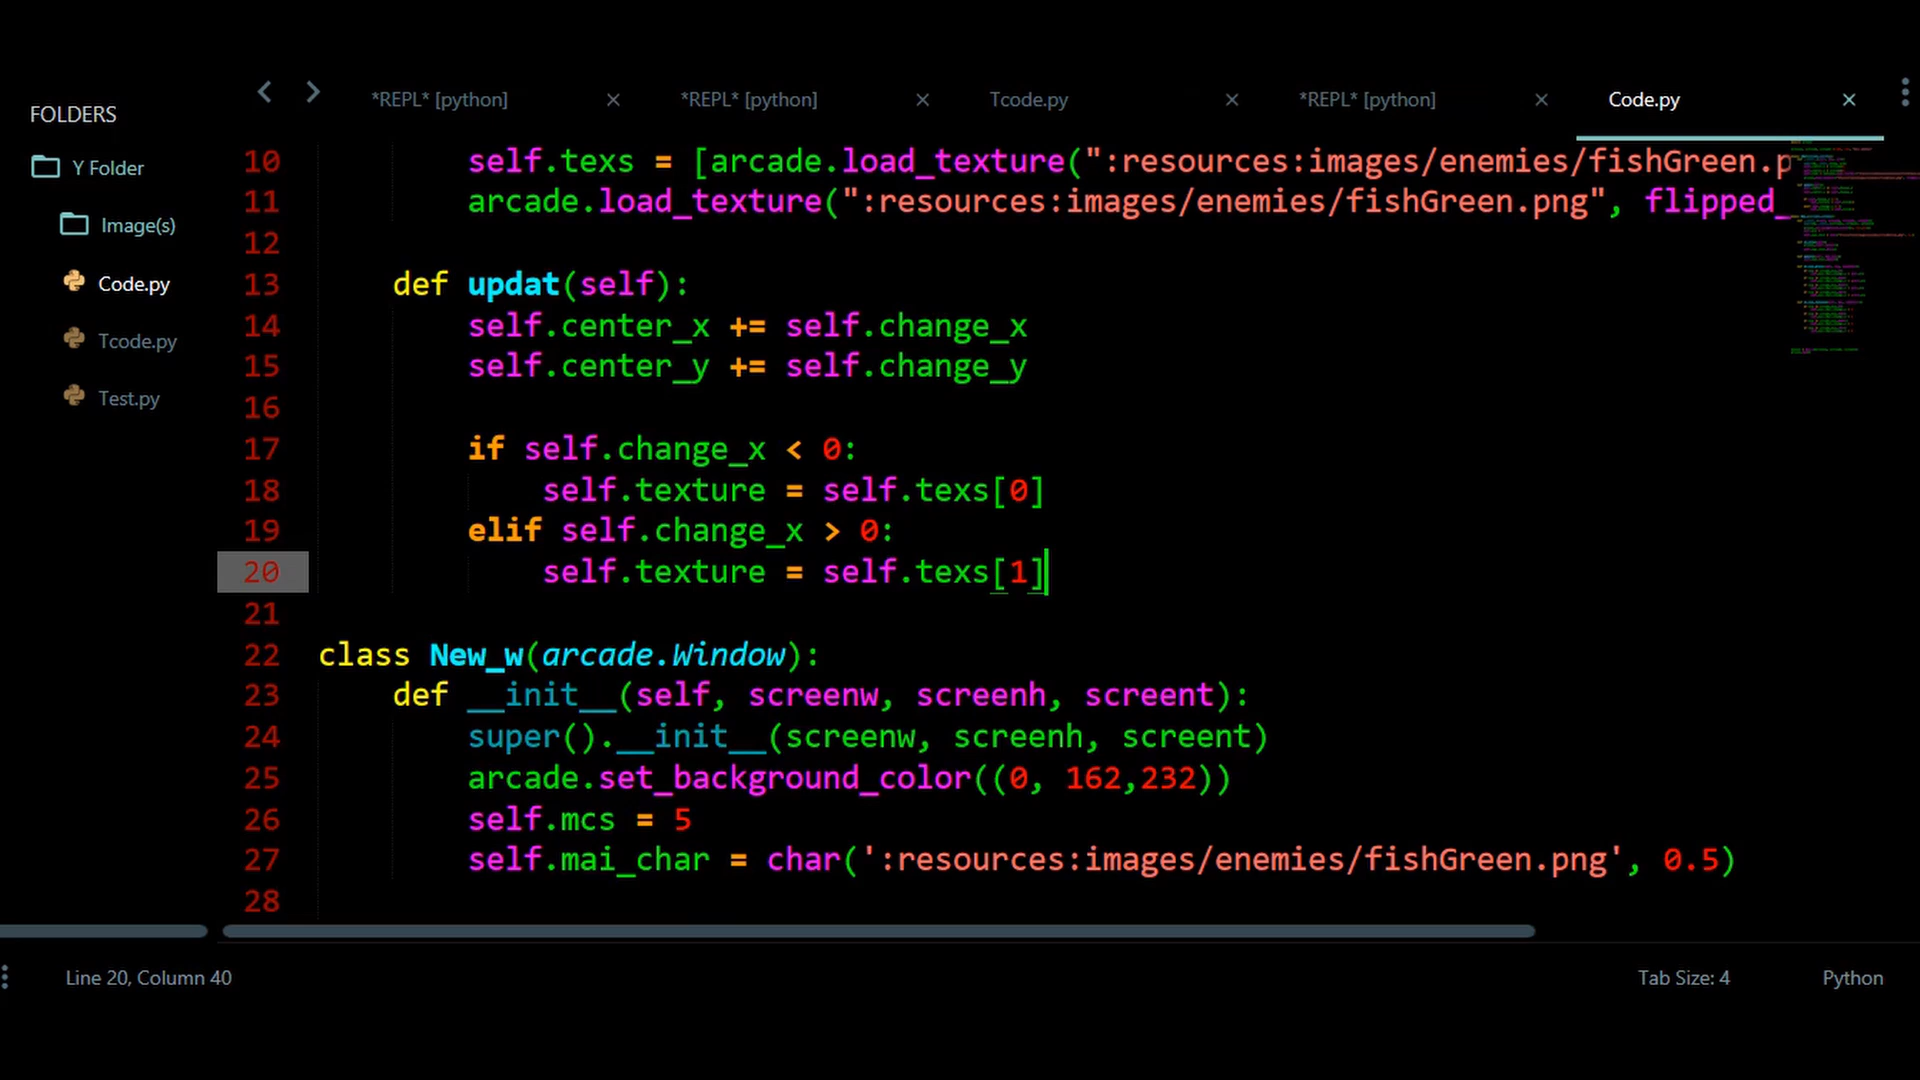 FOLDERS
Y Folder
Image(s)
Code.py
Tcode.py
Test.py
*REPL* [python]
*REPL* [python]
Tcode.py
*REPL* [python]
Code.py
10 self.texs = [arcade.load_texture(":resources:images/enemies/fishGreen.p
11 arcade.load_texture(":resources:images/enemies/fishGreen.png", flipped_
12
13 def updat(self):
14 self.center_x += self.change_x
15 self.center_y += self.change_y
16
17 if self.change_x < 0:
18 self.texture = self.texs[0]
19 elif self.change_x > 0:
20 self.texture = self.texs[1]
21
22 class New_w(arcade.Window):
23 def __init__(self, screenw, screenh, screent):
24 super().__init__(screenw, screenh, screent)
25 arcade.set_background_color((0, 162,232))
26 self.mcs = 5
27 self.mai_char = char(':resources:images/enemies/fishGreen.png', 0.5)
28
Line 20, Column 40
Tab Size: 4
Python